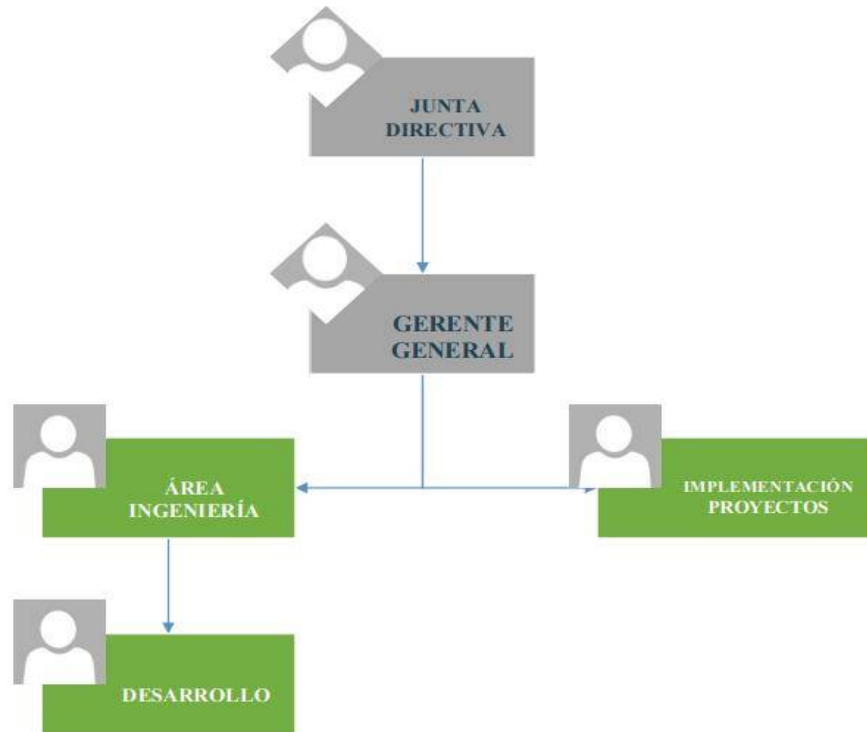 JUNTA
DIRECTIVA
GERENTE
GENERAL
ÁREA
INGENIERÍA
IMPLEMENTACIÓN
PROYECTOS
DESARROLLO